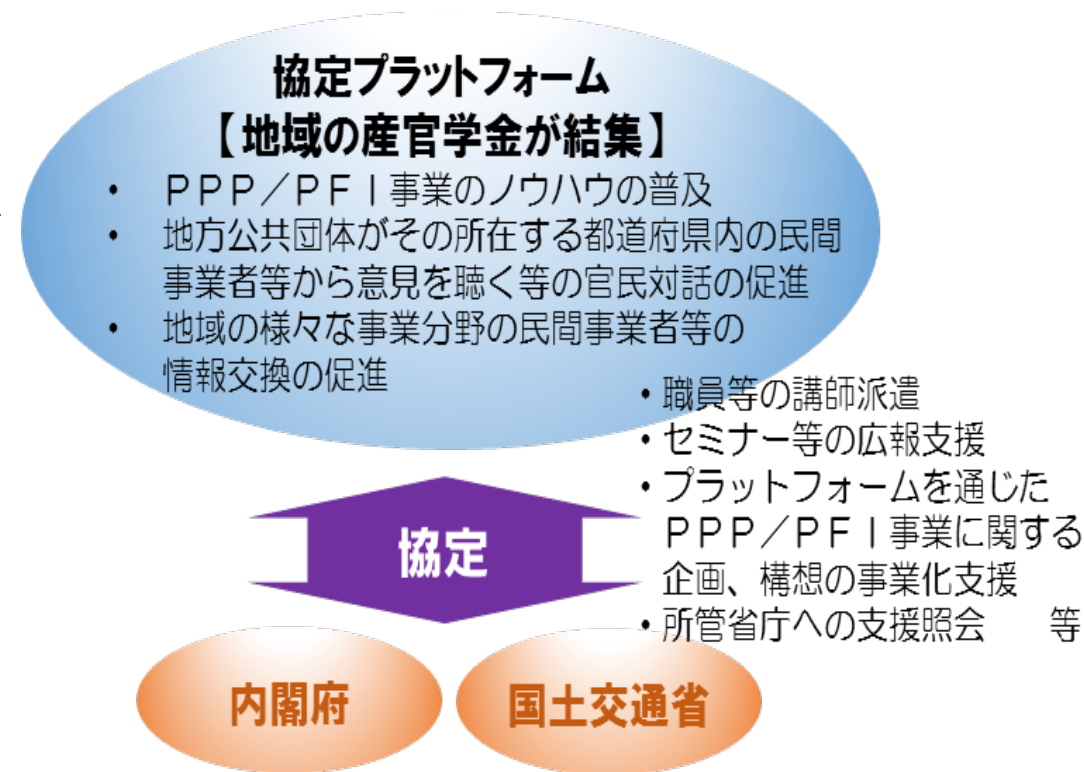 協定プラットフォーム
【地域の産官学金が結集】
・ ＰＰＰ／ＰＦＩ事業のノウハウの普及
・ 地方公共団体がその所在する都道府県内の民間
事業者等から意見を聴く等の官民対話の促進
・ 地域の様々な事業分野の民間事業者等の
情報交換の促進
・職員等の講師派遣
・セミナー等の広報支援
・プラットフォームを通じた
ＰＰＰ／ＰＦＩ事業に関する
企画、構想の事業化支援
・所管省庁への支援照会　等
協定
内閣府
国土交通省